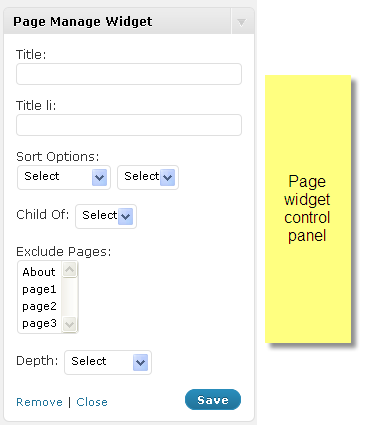 Page Manage Widget
Title:
Title li:
Sort Options:
Select Select
Child Of: Select
Exclude Pages:
About
page1
page2
page3
Depth: Select
Remove | Close Save
Page
widget
control
panel